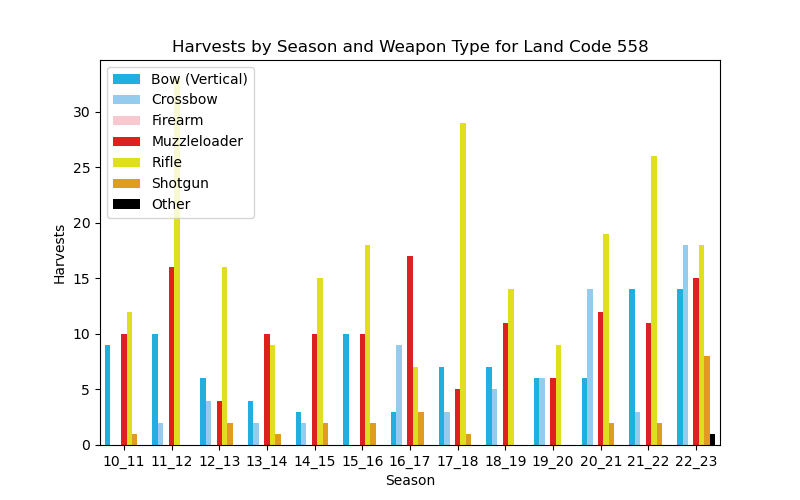 Harvests by Season and Weapon Type for Land Code 558
Bow (Vertical)
Crossbow
Firearm
Muzzleloader
Rifle
Shotgun
Other
Harvests
30
25
20
15
10
5
0
10_11 11_12 12_13 13_14 14_15 15_16 16_17 17_18 18_19 19_20 20_21 21_22 22_23
Season